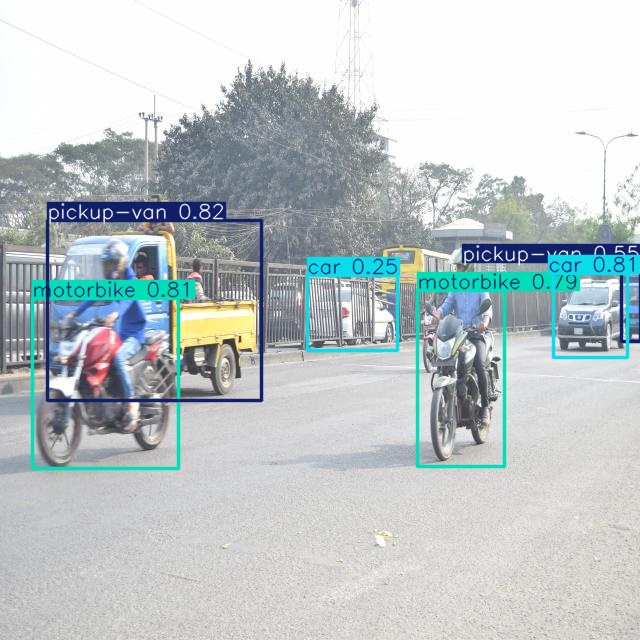 pickup-van 0.82
pickup-van 0.55
car 0.25
car 0.81
motorbike 0.81
motorbike 0.79